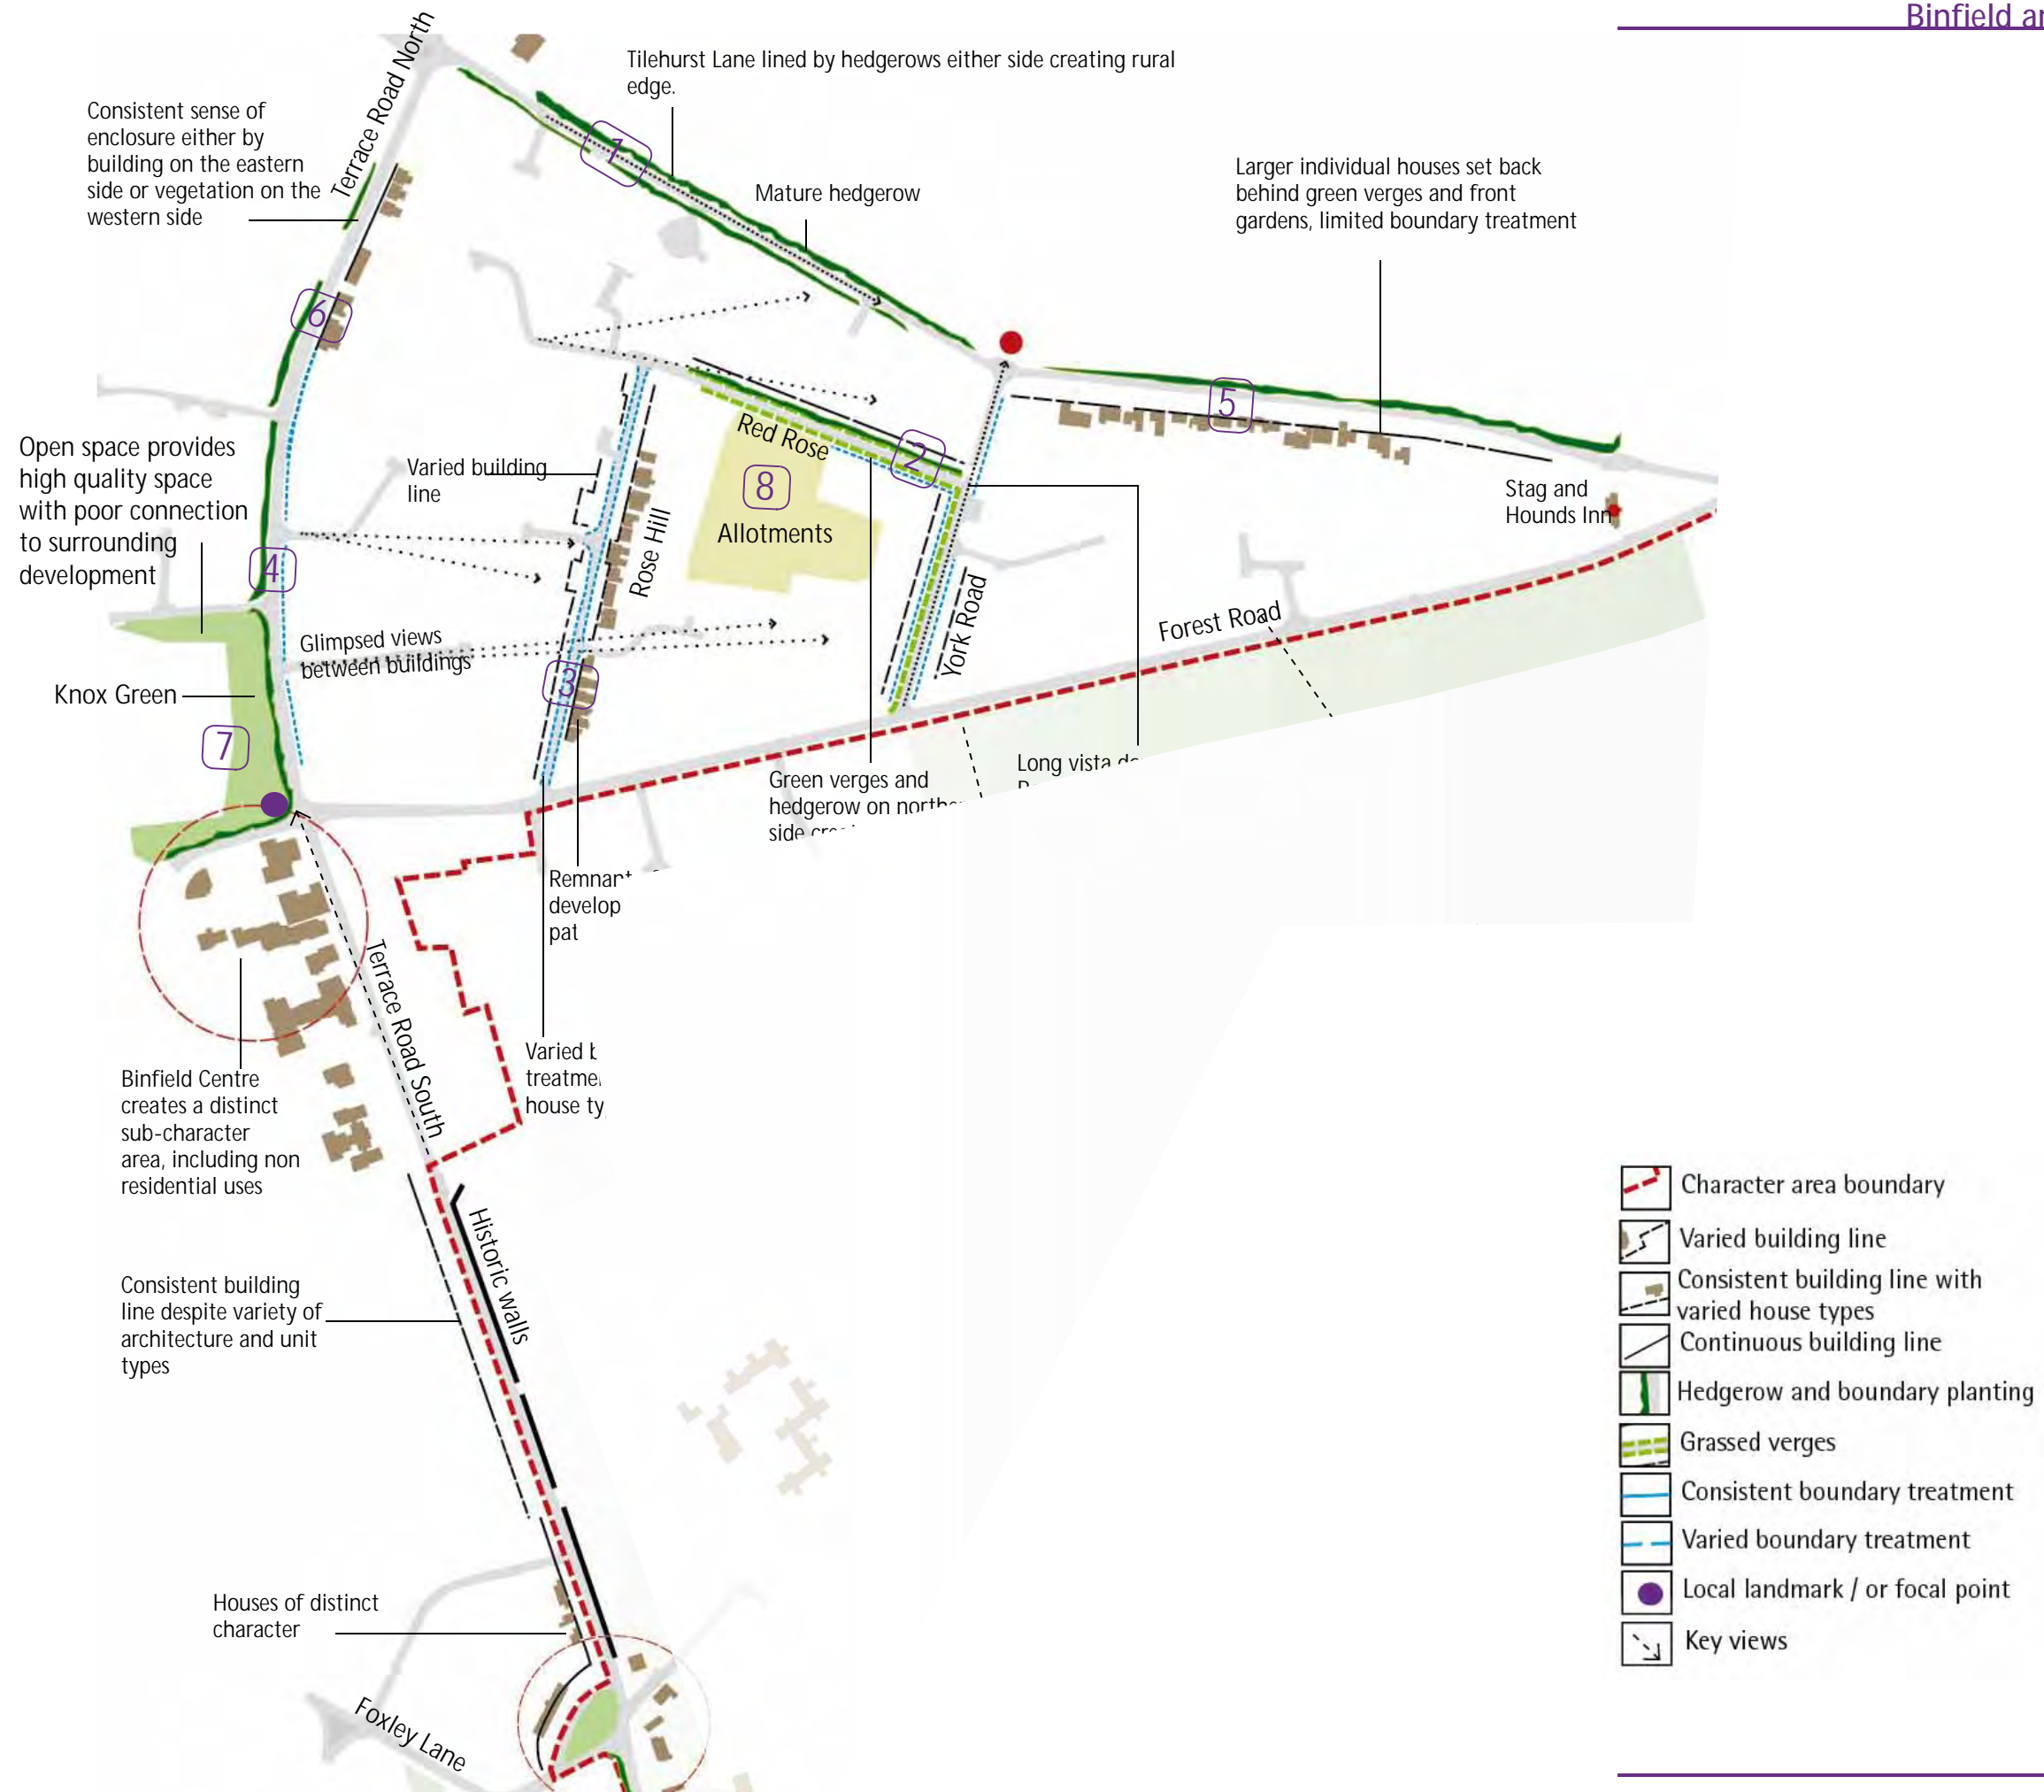 Binfield
Terrace Road North
Tilehurst Lane lined by hedgerows either side creating rural
edge.
Consistent sense of
enclosure either by
building on the eastern
side or vegetation on the
western side
1
Mature hedgerow
Larger individual houses set back
behind green verges and front
gardens, limited boundary treatment
6
5
Open space provides
high quality space
with poor connection
to surrounding
development
Varied building
line
Red Rose
2
8
Allotments
Stag and
Hounds Inn
Rose Hill
4
York Road
Forest Road
Glimpsed views
between buildings
3
Knox Green
7
Green verges and
hedgerow on
side
Long vista
Remnant
develop
pat
Terrace Road South
Varied
treatme
house ty
Binfield Centre
creates a distinct
sub-character
area, including non
residential uses
Historic walls
Consistent building
line despite variety of
architecture and unit
types
Houses of distinct
character
Foxley Lane
Character area boundary
Varied building line
Consistent building line with
varied house types
Continuous building line
Hedgerow and boundary planting
Grassed verges
Consistent boundary treatment
Varied boundary treatment
Local landmark / or focal point
Key views